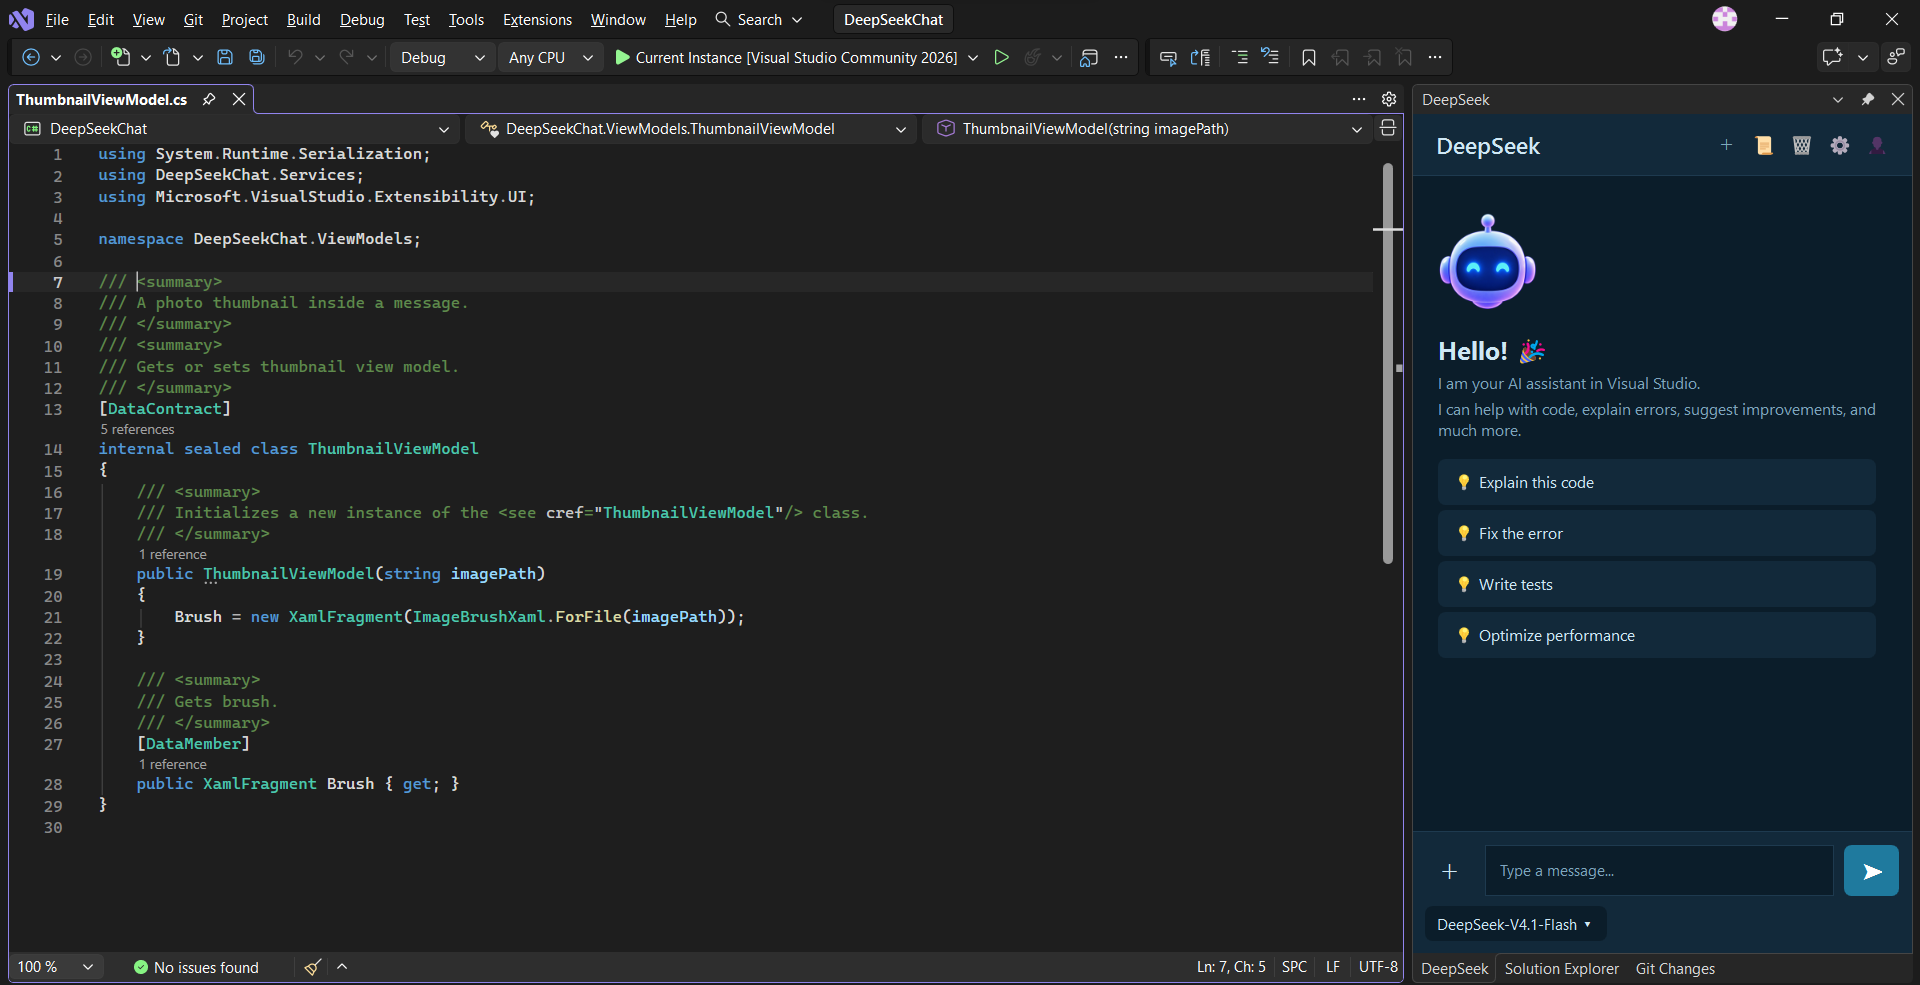 File Edit View Git Project Build Debug Test Tools Extensions Window Help Search DeepSeekChat
Debug Any CPU Current Instance [Visual Studio Community 2026]
ThumbnailViewModel.cs
DeepSeekChat DeepSeekChat.ViewModels.ThumbnailViewModel ThumbnailViewModel(string imagePath)
1 using System.Runtime.Serialization;
2 using DeepSeekChat.Services;
3 using Microsoft.VisualStudio.Extensibility.UI;
4
5 namespace DeepSeekChat.ViewModels;
6
7 /// <summary>
8 /// A photo thumbnail inside a message.
9 /// </summary>
10 /// <summary>
11 /// Gets or sets thumbnail view model.
12 /// </summary>
13 [DataContract]
5 references
14 internal sealed class ThumbnailViewModel
15 {
16 /// <summary>
17 /// Initializes a new instance of the <see cref="ThumbnailViewModel"/> class.
18 /// </summary>
1 reference
19 public ThumbnailViewModel(string imagePath)
20 {
21 Brush = new XamlFragment(ImageBrushXaml.ForFile(imagePath));
22 }
23
24 /// <summary>
25 /// Gets brush.
26 /// </summary>
27 [DataMember]
1 reference
28 public XamlFragment Brush { get; }
29 }
30
100 % No issues found Ln: 7, Ch: 5 SPC LF UTF-8
DeepSeek
DeepSeek
Hello! 🎉
I am your AI assistant in Visual Studio.
I can help with code, explain errors, suggest improvements, and
much more.
💡 Explain this code
💡 Fix the error
💡 Write tests
💡 Optimize performance
Type a message...
DeepSeek-V4.1-Flash
DeepSeek Solution Explorer Git Changes